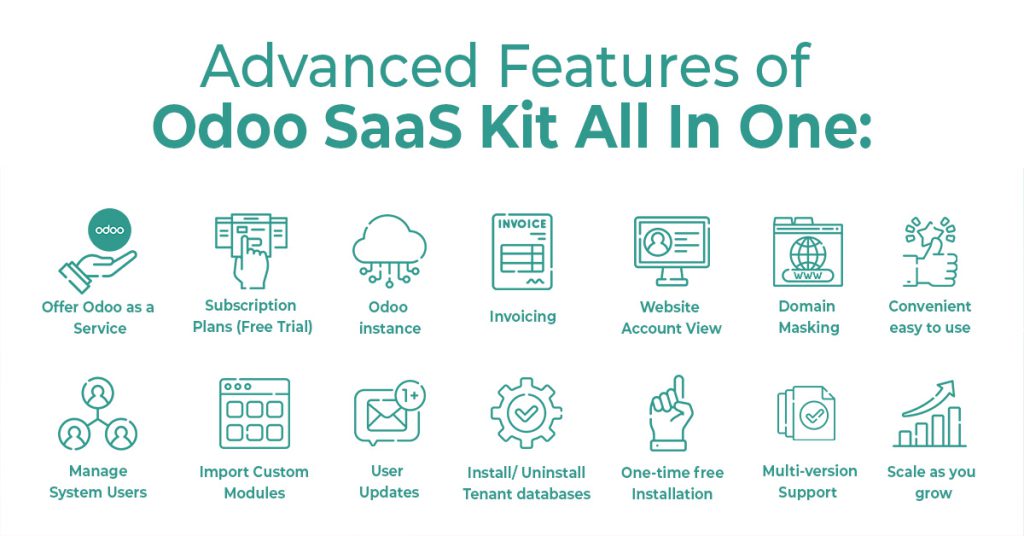 Advanced Features of
Odoo SaaS Kit All In One:
odoo
Offer Odoo as a
Service
Subscription
Plans (Free Trial)
Odoo
instance
INVOICE
Invoicing
Website
Account View
WWW
Domain
Masking
Convenient
easy to use
Manage
System Users
Import Custom
Modules
1+
User
Updates
Install/ Uninstall
Tenant databases
One-time free
Installation
Multi-version
Support
Scale as you
grow